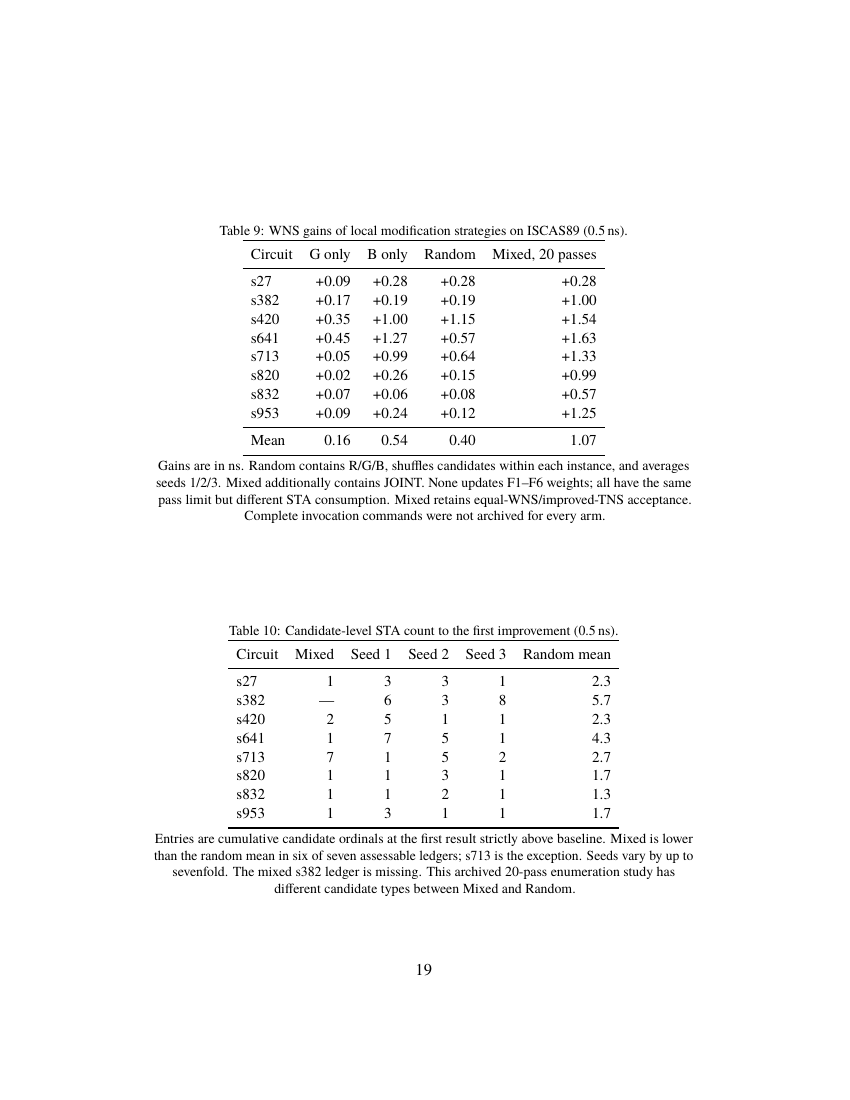 Table 9: WNS gains of local modification strategies on ISCAS89 (0.5 ns).
Circuit G only B only Random Mixed, 20 passes
s27 +0.09 +0.28 +0.28 +0.28
s382 +0.17 +0.19 +0.19 +1.00
s420 +0.35 +1.00 +1.15 +1.54
s641 +0.45 +1.27 +0.57 +1.63
s713 +0.05 +0.99 +0.64 +1.33
s820 +0.02 +0.26 +0.15 +0.99
s832 +0.07 +0.06 +0.08 +0.57
s953 +0.09 +0.24 +0.12 +1.25
Mean 0.16 0.54 0.40 1.07
Gains are in ns. Random contains R/G/B, shuffles candidates within each instance, and averages
seeds 1/2/3. Mixed additionally contains JOINT. None updates F1–F6 weights; all have the same
pass limit but different STA consumption. Mixed retains equal-WNS/improved-TNS acceptance.
Complete invocation commands were not archived for every arm.
Table 10: Candidate-level STA count to the first improvement (0.5 ns).
Circuit Mixed Seed 1 Seed 2 Seed 3 Random mean
s27 1 3 3 1 2.3
s382 — 6 3 8 5.7
s420 2 5 1 1 2.3
s641 1 7 5 1 4.3
s713 7 1 5 2 2.7
s820 1 1 3 1 1.7
s832 1 1 2 1 1.3
s953 1 3 1 1 1.7
Entries are cumulative candidate ordinals at the first result strictly above baseline. Mixed is lower
than the random mean in six of seven assessable ledgers; s713 is the exception. Seeds vary by up to
sevenfold. The mixed s382 ledger is missing. This archived 20-pass enumeration study has
different candidate types between Mixed and Random.
19